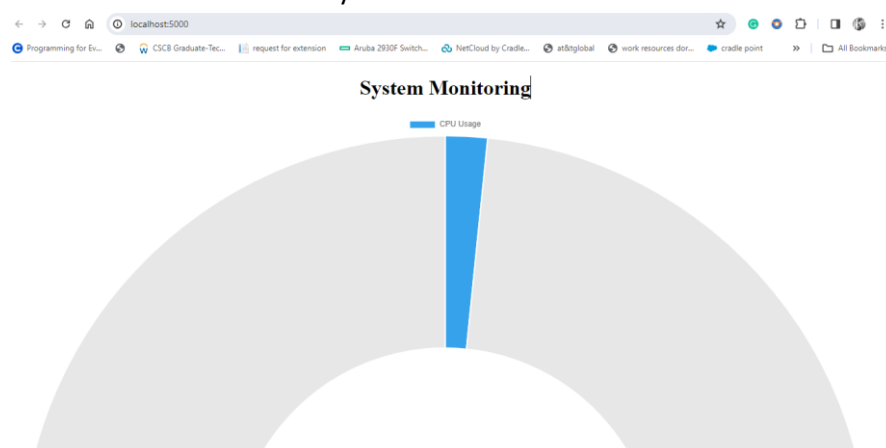 localhost:5000
Programming for Ev... CSCB Graduate-Tec... request for extension Aruba 2930F Switch... NetCloud by Cradle... at&tglobal work resources dor... cradle point » All Bookmarks
System Monitoring
CPU Usage